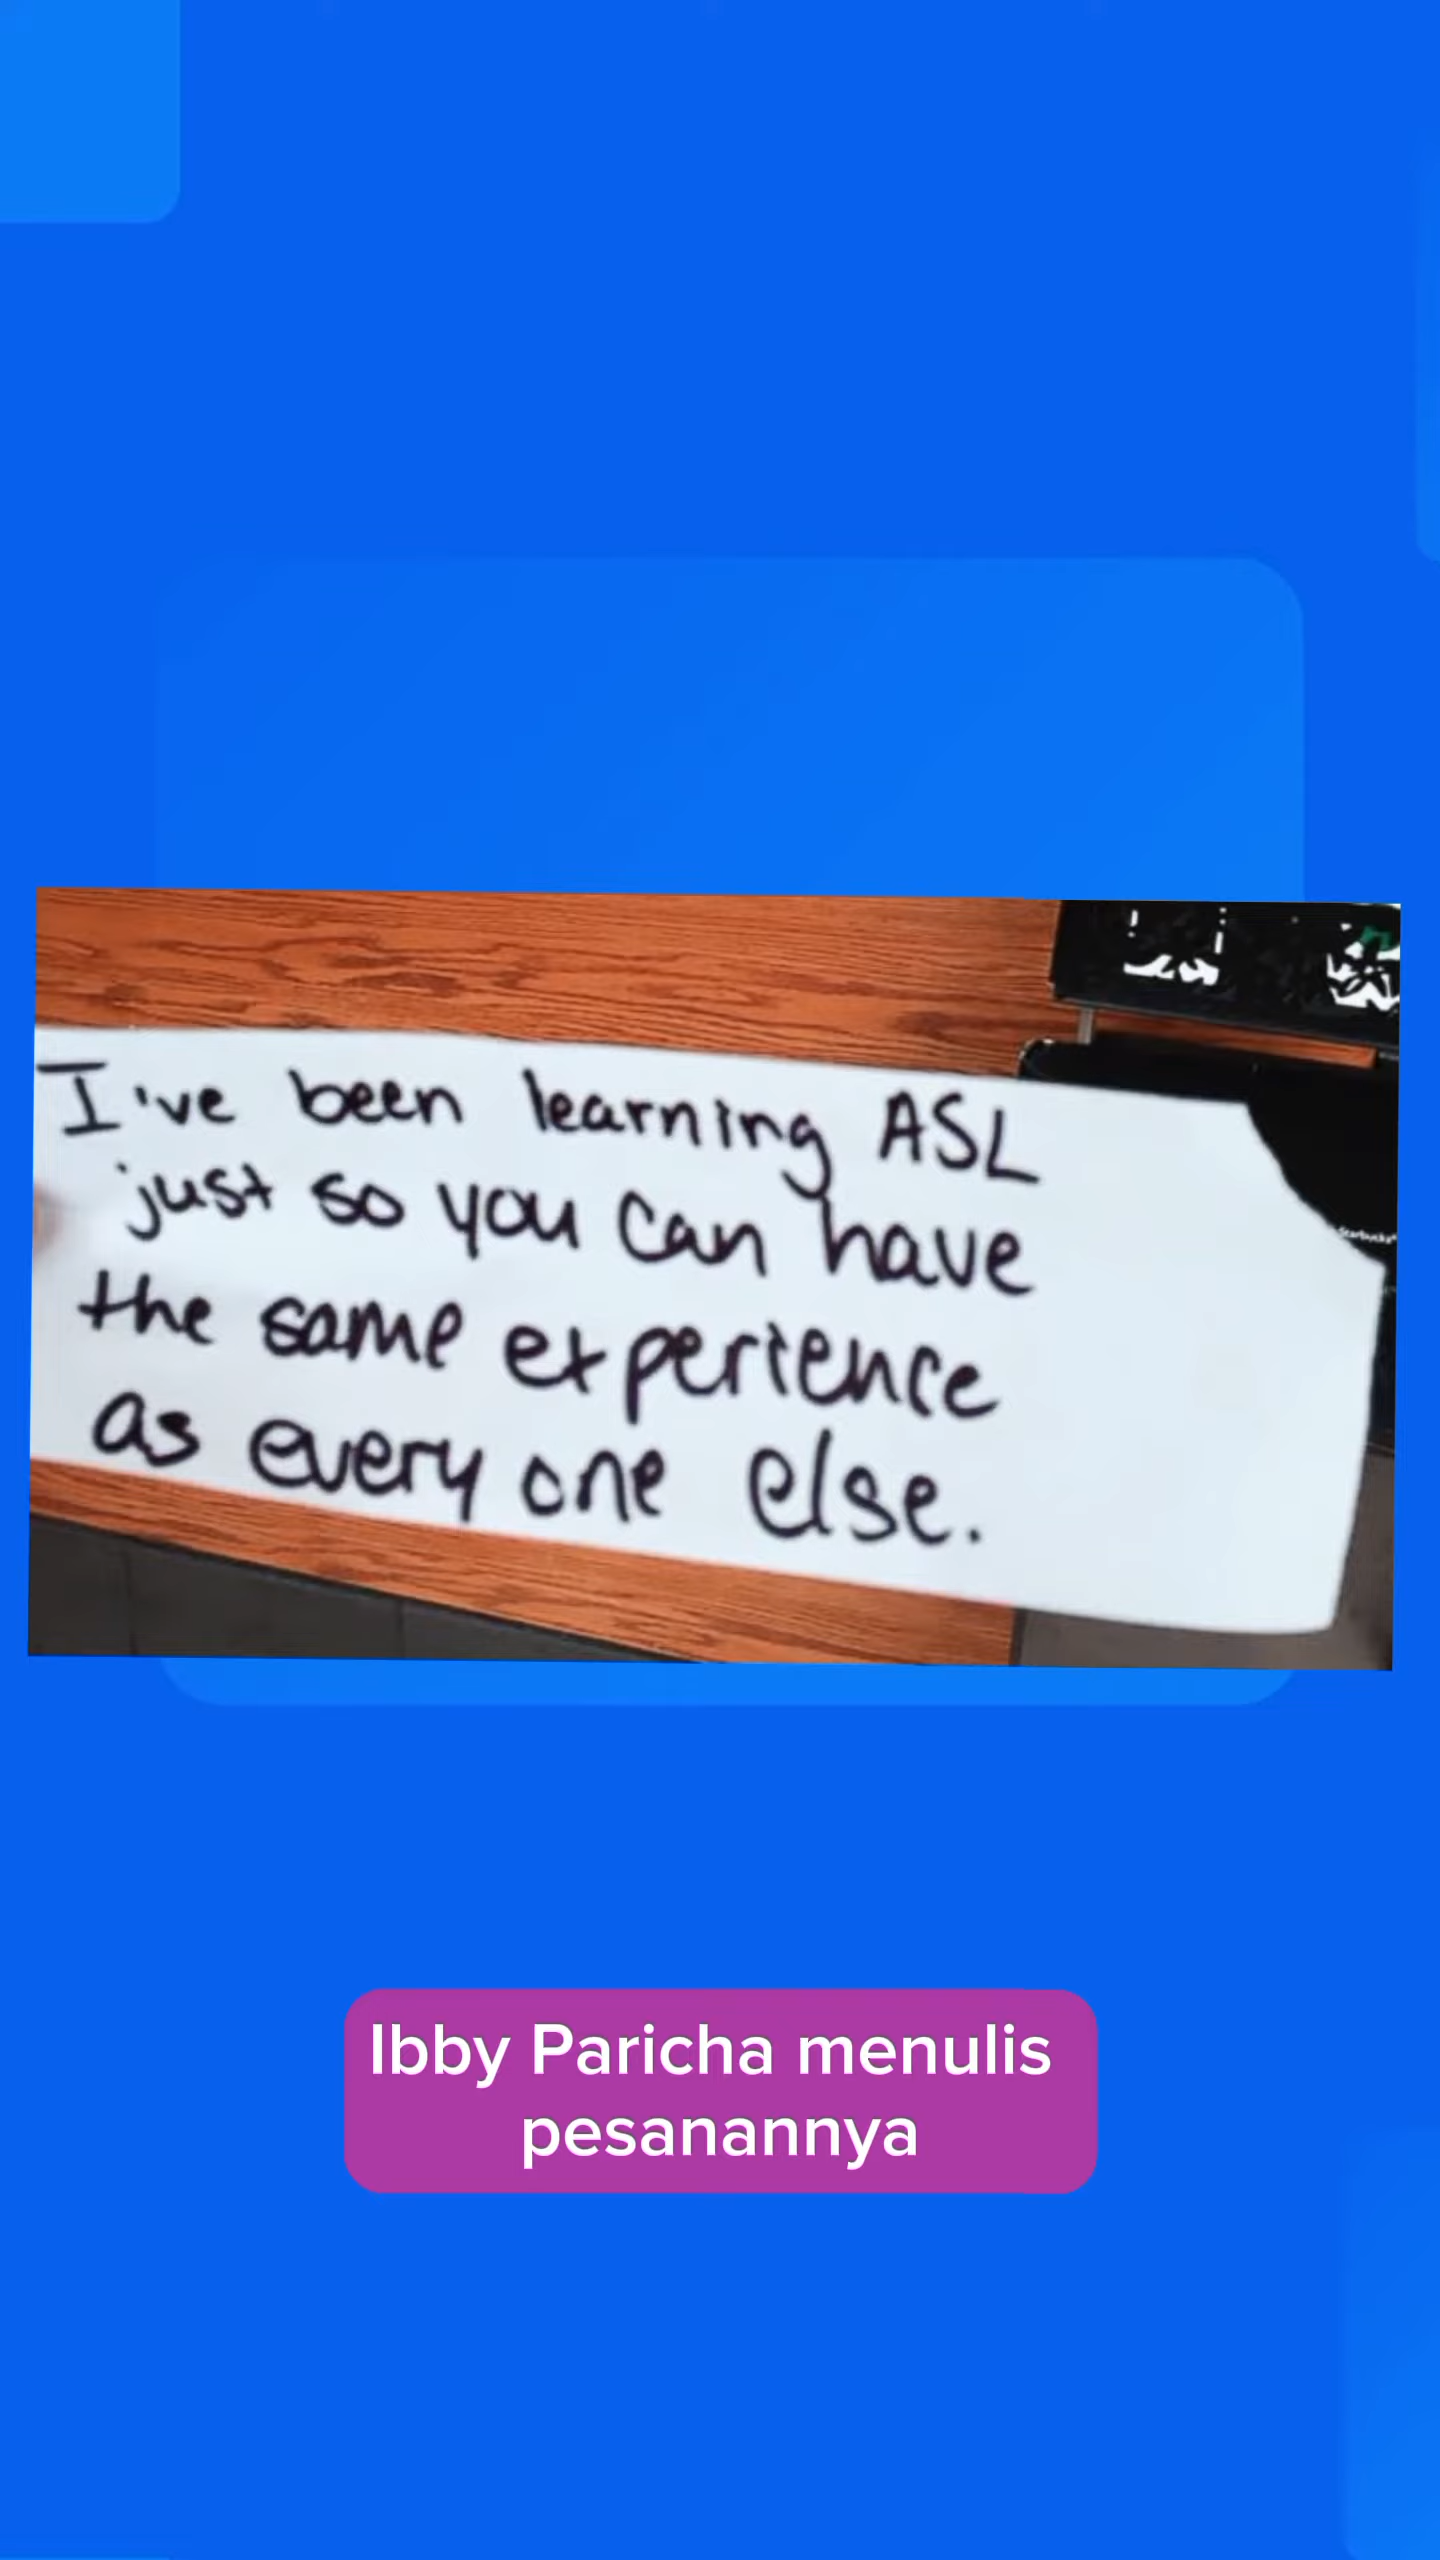 I've been learning ASL
just so you can have
the same experience
as every one else.
Ibby Paricha menulis
pesanannya